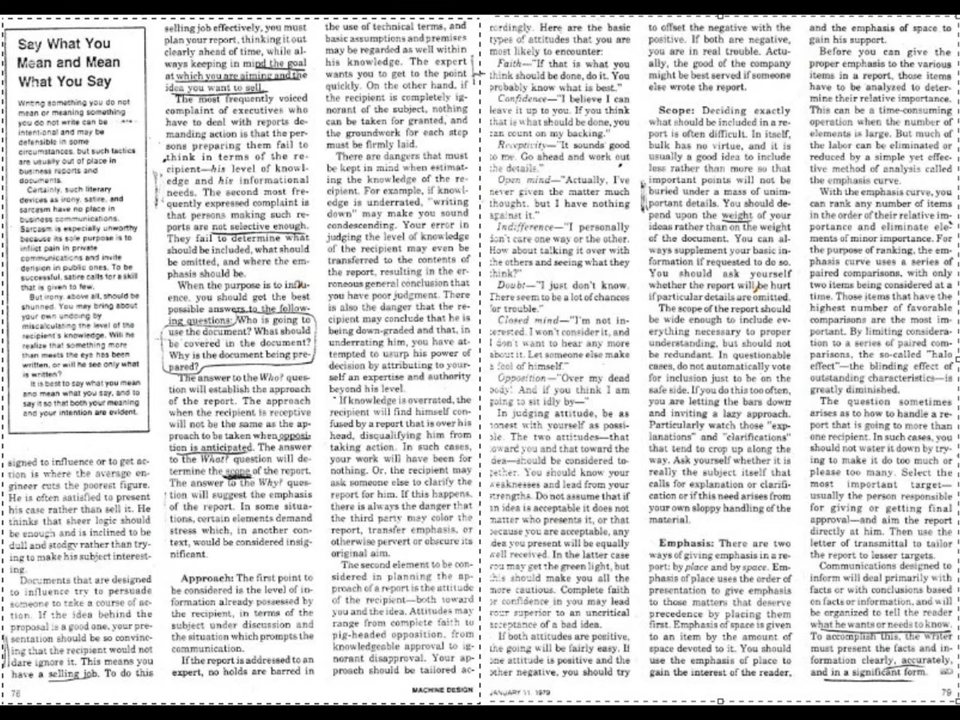 Say What You
Mean and Mean
What You Say
Writing something you do not
mean or meaning something
you do not write can be
intentional and may be
defensible in some
circumstances, but such tactics
are usually out of place in
business reports and
documents.
Certainly, such literary
devices as irony, satire, and
sarcasm have no place in
business communications.
Sarcasm is especially unworthy
because its sole purpose is to
inflict pain in private
communications and invite
derision in public ones. To be
successful, satire calls for a skill
that is given to few.
But irony, above all, should be
shunned. You may bring about
your own undoing by
miscalculating the level of the
recipient's knowledge. Will he
realize that something more
than meets the eye has been
written, or will he see only what
is written?
It is best to say what you mean
and mean what you say, and to
say it so that both your meaning
and your intention are evident.
signed to influence or to get ac-
tion is where the average en-
gineer cuts the poorest figure.
He is often satisfied to present
his case rather than sell it. He
thinks that sheer logic should
be enough and is inclined to be
dull and stodgy rather than try-
ing to make his subject interest-
ing.
Documents that are designed
to influence try to persuade
someone to take a course of ac-
tion. If the idea behind the
proposal is a good one, your pre-
sentation should be so convinc-
ing that the recipient would not
dare ignore it. This means you
have a selling job. To do this
selling job effectively, you must
plan your report, thinking it out
clearly ahead of time, while al-
ways keeping in mind the goal
at which you are aiming and the
idea you want to sell.
The most frequently voiced
complaint of executives who
have to deal with reports de-
manding action is that the per-
sons preparing them fail to
think in terms of the re-
cipient—his level of knowl-
edge and his informational
needs. The second most fre-
quently expressed complaint is
that persons making such re-
ports are not selective enough.
They fail to determine what
should be included, what should
be omitted, and where the em-
phasis should be.
When the purpose is to influ-
ence, you should get the best
possible answers to the follow-
ing questions: Who is going to
use the document? What should
be covered in the document?
Why is the document being pre-
pared?
The answer to the Who? ques-
tion will establish the approach
of the report. The approach
when the recipient is receptive
will not be the same as the ap-
proach to be taken when opposi-
tion is anticipated. The answer
to the What? question will de-
termine the scope of the report.
The answer to the Why? ques-
tion will suggest the emphasis
of the report. In some situa-
tions, certain elements demand
stress which, in another con-
text, would be considered insig-
nificant.
Approach: The first point to
be considered is the level of in-
formation already possessed by
the recipient, in terms of the
subject under discussion and
the situation which prompts the
communication.
If the report is addressed to an
expert, no holds are barred in
the use of technical terms, and
basic assumptions and premises
may be regarded as well within
his knowledge. The expert
wants you to get to the point
quickly. On the other hand, if
the recipient is completely ig-
norant of the subject, nothing
can be taken for granted, and
the groundwork for each step
must be firmly laid.
There are dangers that must
be kept in mind when estimat-
ing the knowledge of the re-
cipient. For example, if knowl-
edge is underrated, "writing
down" may make you sound
condescending. Your error in
judging the level of knowledge
of the recipient may even be
transferred to the contents of
the report, resulting in the er-
roneous general conclusion that
you have poor judgment. There
is also the danger that the re-
cipient may conclude that he is
being down-graded and that, in
underrating him, you have at-
tempted to usurp his power of
decision by attributing to your-
self an expertise and authority
beyond his level.
If knowledge is overrated, the
recipient will find himself con-
fused by a report that is over his
head, disqualifying him from
taking action. In such cases,
your work will have been for
nothing. Or, the recipient may
ask someone else to clarify the
report for him. If this happens,
there is always the danger that
the third party may color the
report, transfer emphasis, or
otherwise pervert or obscure its
original aim.
The second element to be con-
sidered in planning the ap-
proach of a report is the attitude
of the recipient—both toward
you and the idea. Attitudes may
range from complete faith to
pig-headed opposition, from
knowledgeable approval to ig-
norant disapproval. Your ap-
proach should be tailored ac-
78
MACHINE DESIGN
cordingly. Here are the basic
types of attitudes that you are
most likely to encounter:
Faith—"If that is what you
think should be done, do it. You
probably know what is best."
Confidence—"I believe I can
leave it up to you. If you think
that is what should be done, you
can count on my backing."
Receptivity—"It sounds good
to me. Go ahead and work out
the details."
Open mind—"Actually, I've
never given the matter much
thought, but I have nothing
against it."
Indifference—"I personally
don't care one way or the other.
How about talking it over with
the others and seeing what they
think?"
Doubt—"I just don't know.
There seem to be a lot of chances
for trouble."
Closed mind—"I'm not in-
terested. I won't consider it, and
I don't want to hear any more
about it. Let someone else make
a fool of himself."
Opposition—"Over my dead
body! And if you think I am
going to sit idly by—"
In judging attitude, be as
honest with yourself as possi-
ble. The two attitudes—that
toward you and that toward the
idea—should be considered to-
gether. You should know your
weaknesses and lead from your
strengths. Do not assume that if
an idea is acceptable it does not
matter who presents it, or that
because you are acceptable, any
idea you present will be equally
well received. In the latter case
you may get the green light, but
this should make you all the
more cautious. Complete faith
or confidence in you may lead
your superior to an uncritical
acceptance of a bad idea.
If both attitudes are positive,
the going will be fairly easy. If
one attitude is positive and the
other negative, you should try
to offset the negative with the
positive. If both are negative,
you are in real trouble. Actu-
ally, the good of the company
might be best served if someone
else wrote the report.
Scope: Deciding exactly
what should be included in a re-
port is often difficult. In itself,
bulk has no virtue, and it is
usually a good idea to include
less rather than more so that
important points will not be
buried under a mass of unim-
portant details. You should de-
pend upon the weight of your
ideas rather than on the weight
of the document. You can al-
ways supplement your basic in-
formation if requested to do so.
You should ask yourself
whether the report will be hurt
if particular details are omitted.
The scope of the report should
be wide enough to include ev-
erything necessary to proper
understanding, but should not
be redundant. In questionable
cases, do not automatically vote
for inclusion just to be on the
safe side. If you do this too often,
you are letting the bars down
and inviting a lazy approach.
Particularly watch those "exp-
lanations" and "clarifications"
that tend to crop up along the
way. Ask yourself whether it is
really the subject itself that
calls for explanation or clarifi-
cation or if this need arises from
your own sloppy handling of the
material.
Emphasis: There are two
ways of giving emphasis in a re-
port: by place and by space. Em-
phasis of place uses the order of
presentation to give emphasis
to those matters that deserve
precedence by placing them
first. Emphasis of space is given
to an item by the amount of
space devoted to it. You should
use the emphasis of place to
gain the interest of the reader,
and the emphasis of space to
gain his support.
Before you can give the
proper emphasis to the various
items in a report, those items
have to be analyzed to deter-
mine their relative importance.
This can be a time-consuming
operation when the number of
elements is large. But much of
the labor can be eliminated or
reduced by a simple yet effec-
tive method of analysis called
the emphasis curve.
With the emphasis curve, you
can rank any number of items
in the order of their relative im-
portance and eliminate ele-
ments of minor importance. For
the purpose of ranking, the em-
phasis curve uses a series of
paired comparisons, with only
two items being considered at a
time. Those items that have the
highest number of favorable
comparisons are the most im-
portant. By limiting considera-
tion to a series of paired com-
parisons, the so-called "halo
effect"—the blinding effect of
outstanding characteristics—is
greatly diminished.
The question sometimes
arises as to how to handle a re-
port that is going to more than
one recipient. In such cases, you
should not water it down by try-
ing to make it do too much or
please too many. Select the
most important target—
usually the person responsible
for giving or getting final
approval—and aim the report
directly at him. Then use the
letter of transmittal to tailor
the report to lesser targets.
Communications designed to
inform will deal primarily with
facts or with conclusions based
on facts or information, and will
be organized to tell the reader
what he wants or needs to know.
To accomplish this, the writer
must present the facts and in-
formation clearly, accurately,
and in a significant form.
JANUARY 11, 1979
79